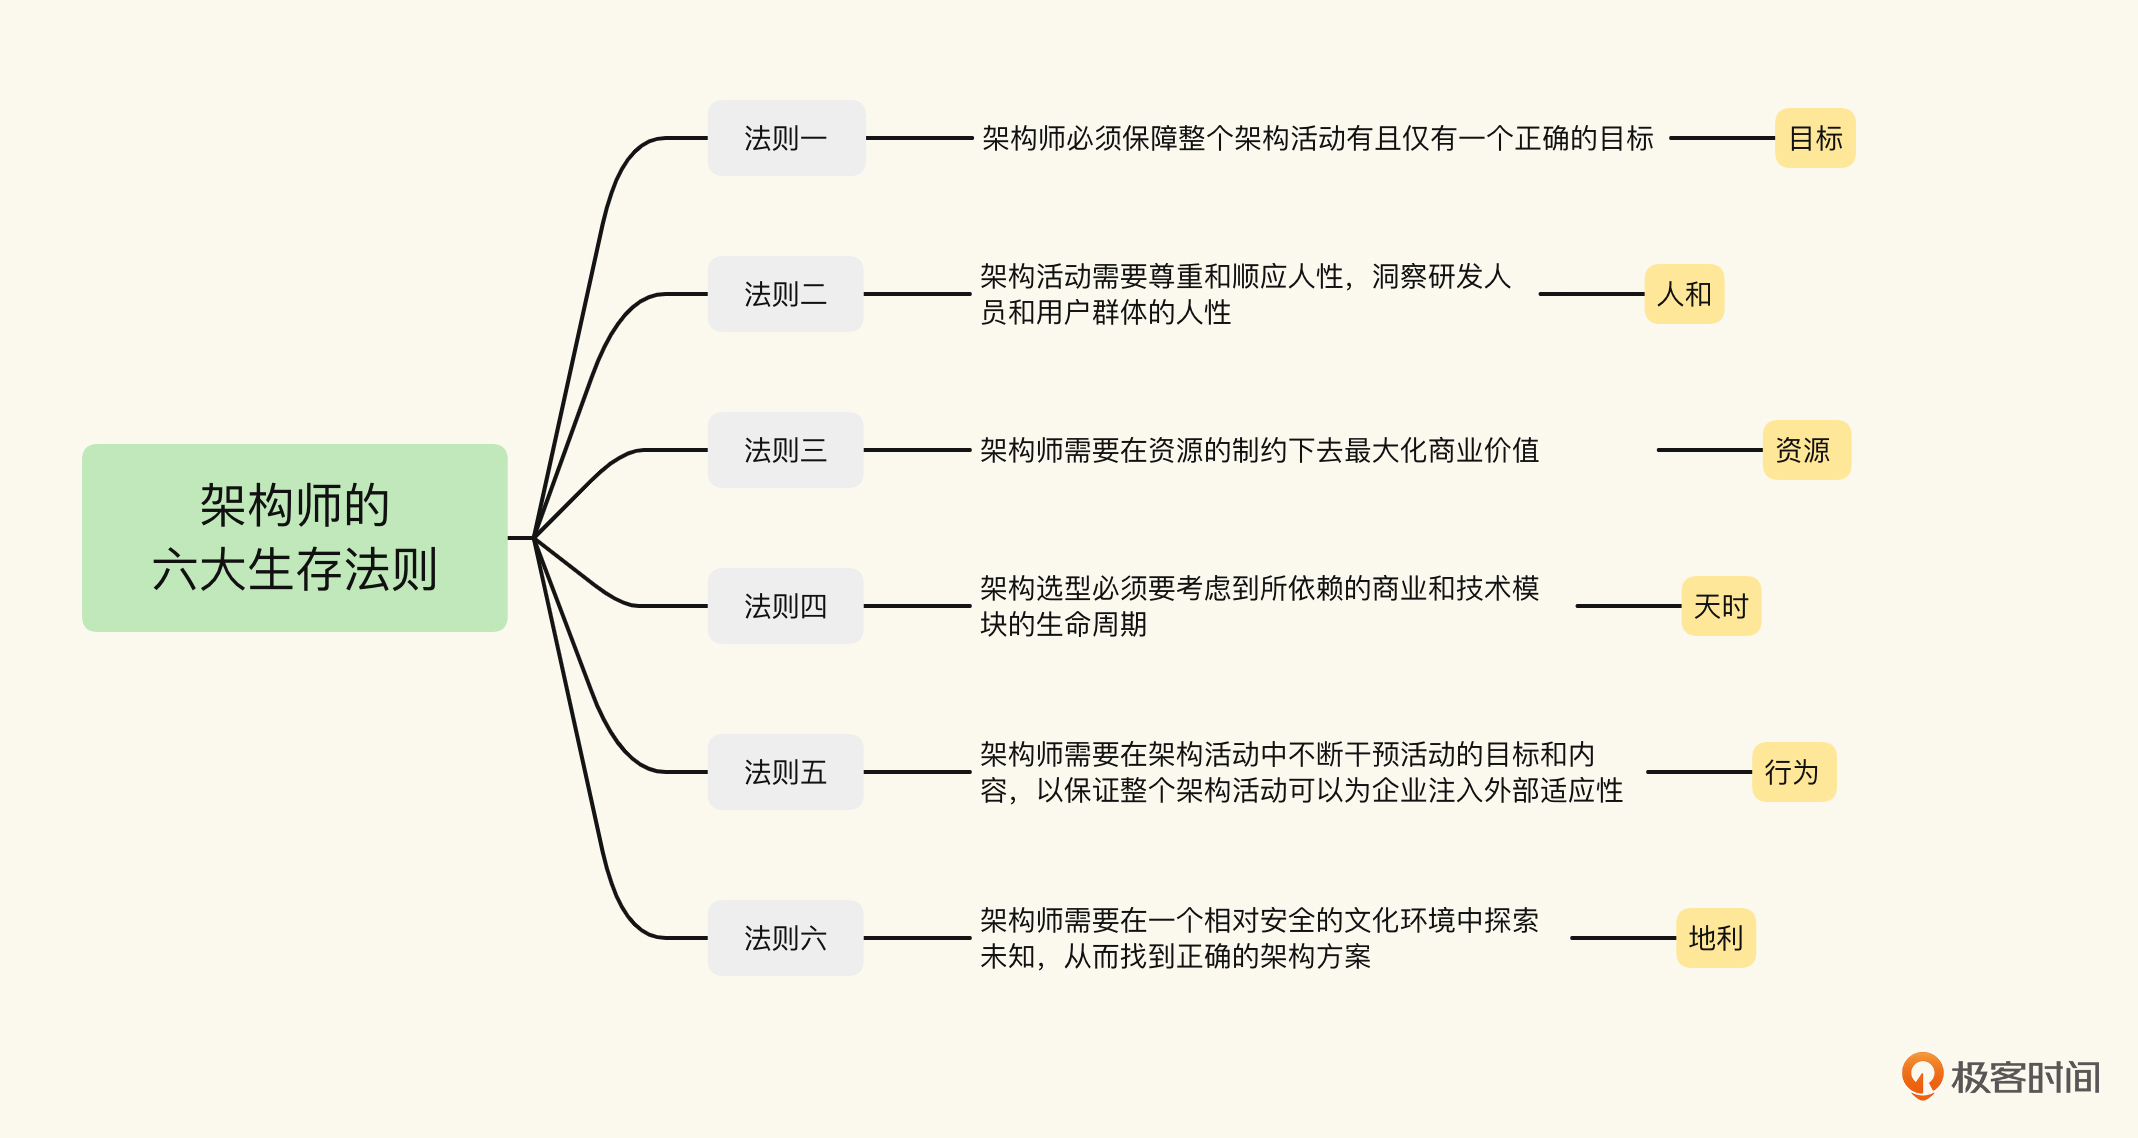 架构师的
六大生存法则
法则一
架构师必须保障整个架构活动有且仅有一个正确的目标
目标
法则二
架构活动需要尊重和顺应人性，洞察研发人
员和用户群体的人性
人和
法则三
架构师需要在资源的制约下去最大化商业价值
资源
法则四
架构选型必须要考虑到所依赖的商业和技术模
块的生命周期
天时
法则五
架构师需要在架构活动中不断干预活动的目标和内
容，以保证整个架构活动可以为企业注入外部适应性
行为
法则六
架构师需要在一个相对安全的文化环境中探索
未知，从而找到正确的架构方案
地利
极客时间